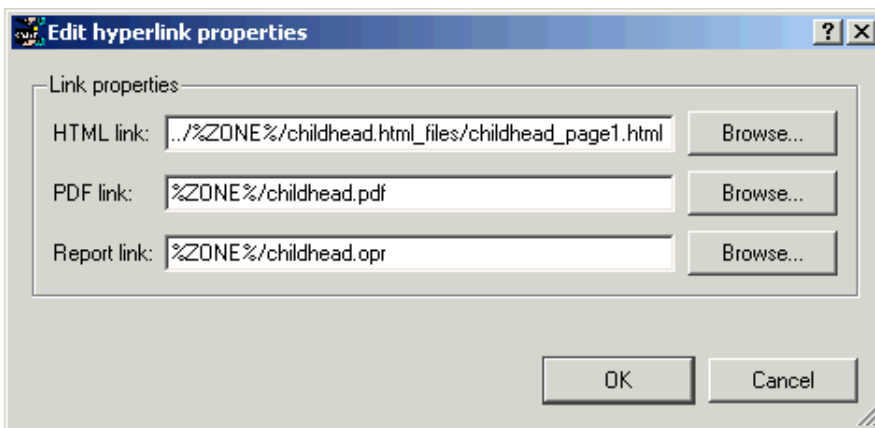 Edit hyperlink properties
Link properties
HTML link: ../%ZONE%/childhead.html_files/childhead_page1.html Browse...
PDF link: %ZONE%/childhead.pdf Browse...
Report link: %ZONE%/childhead.opr Browse...
OK Cancel